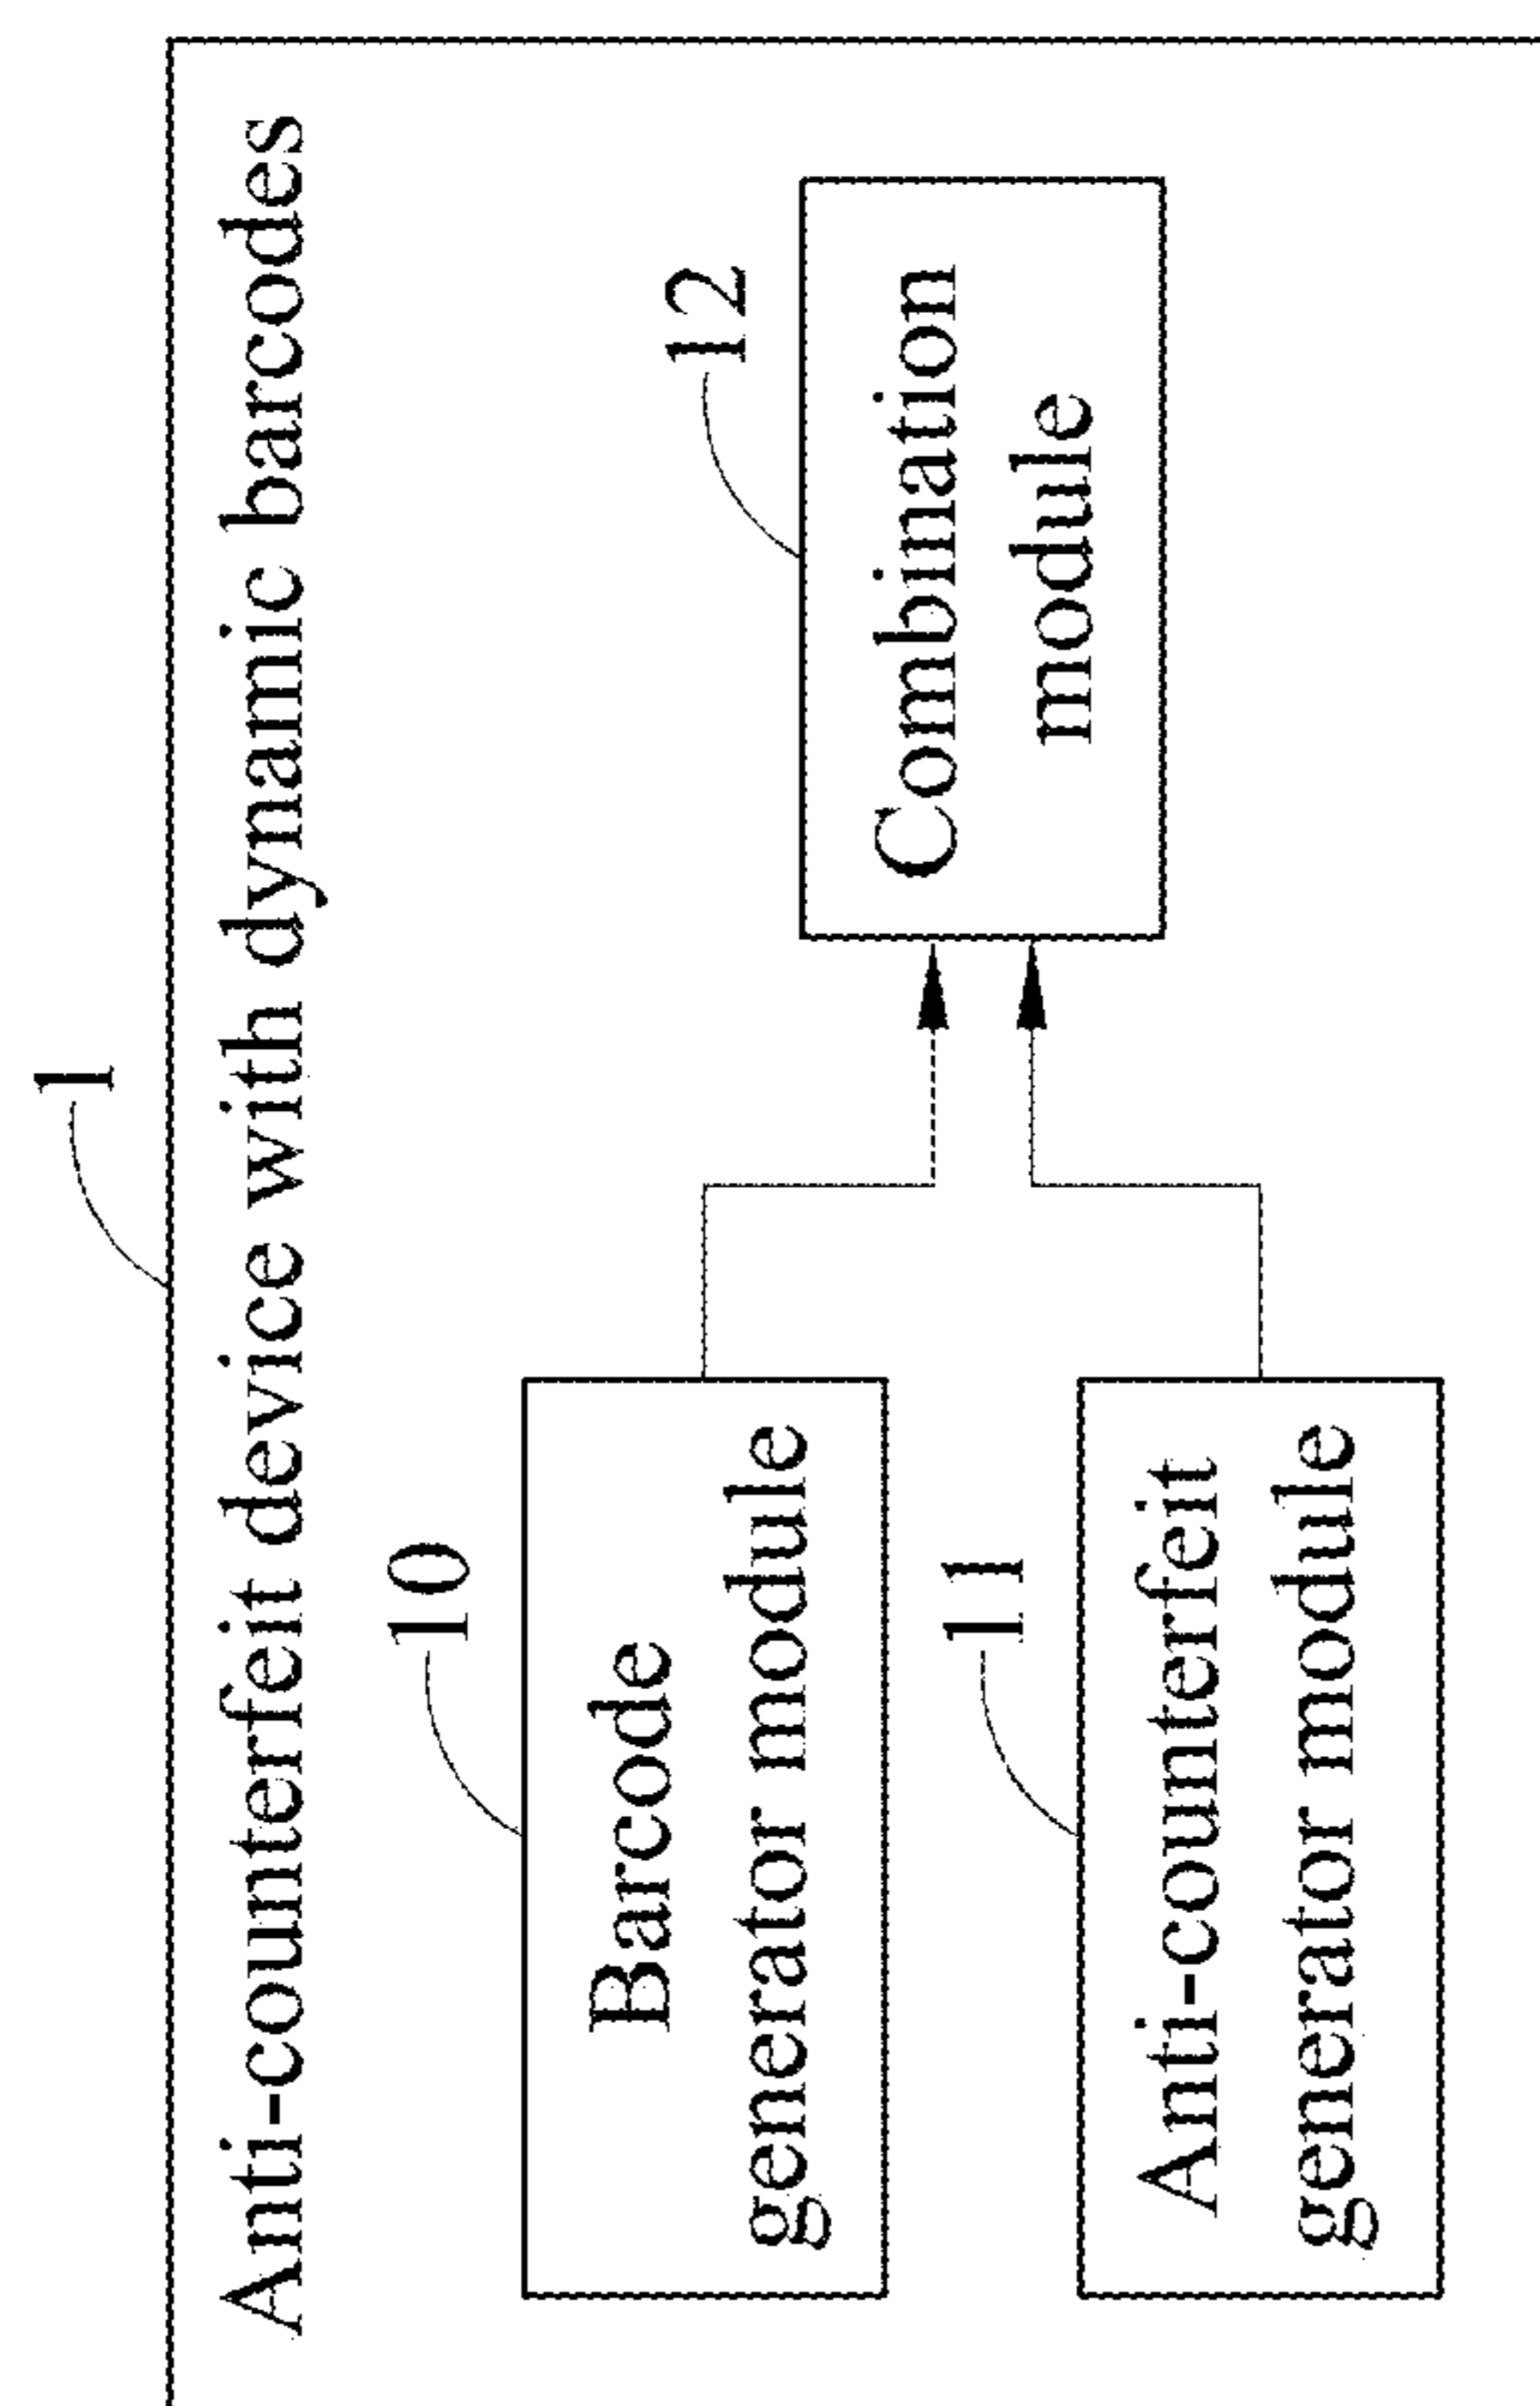 1
Anti-counterfeit device with dynamic barcodes
10
Barcode
generator module
12
Combination
module
11
Anti-counterfeit
generator module